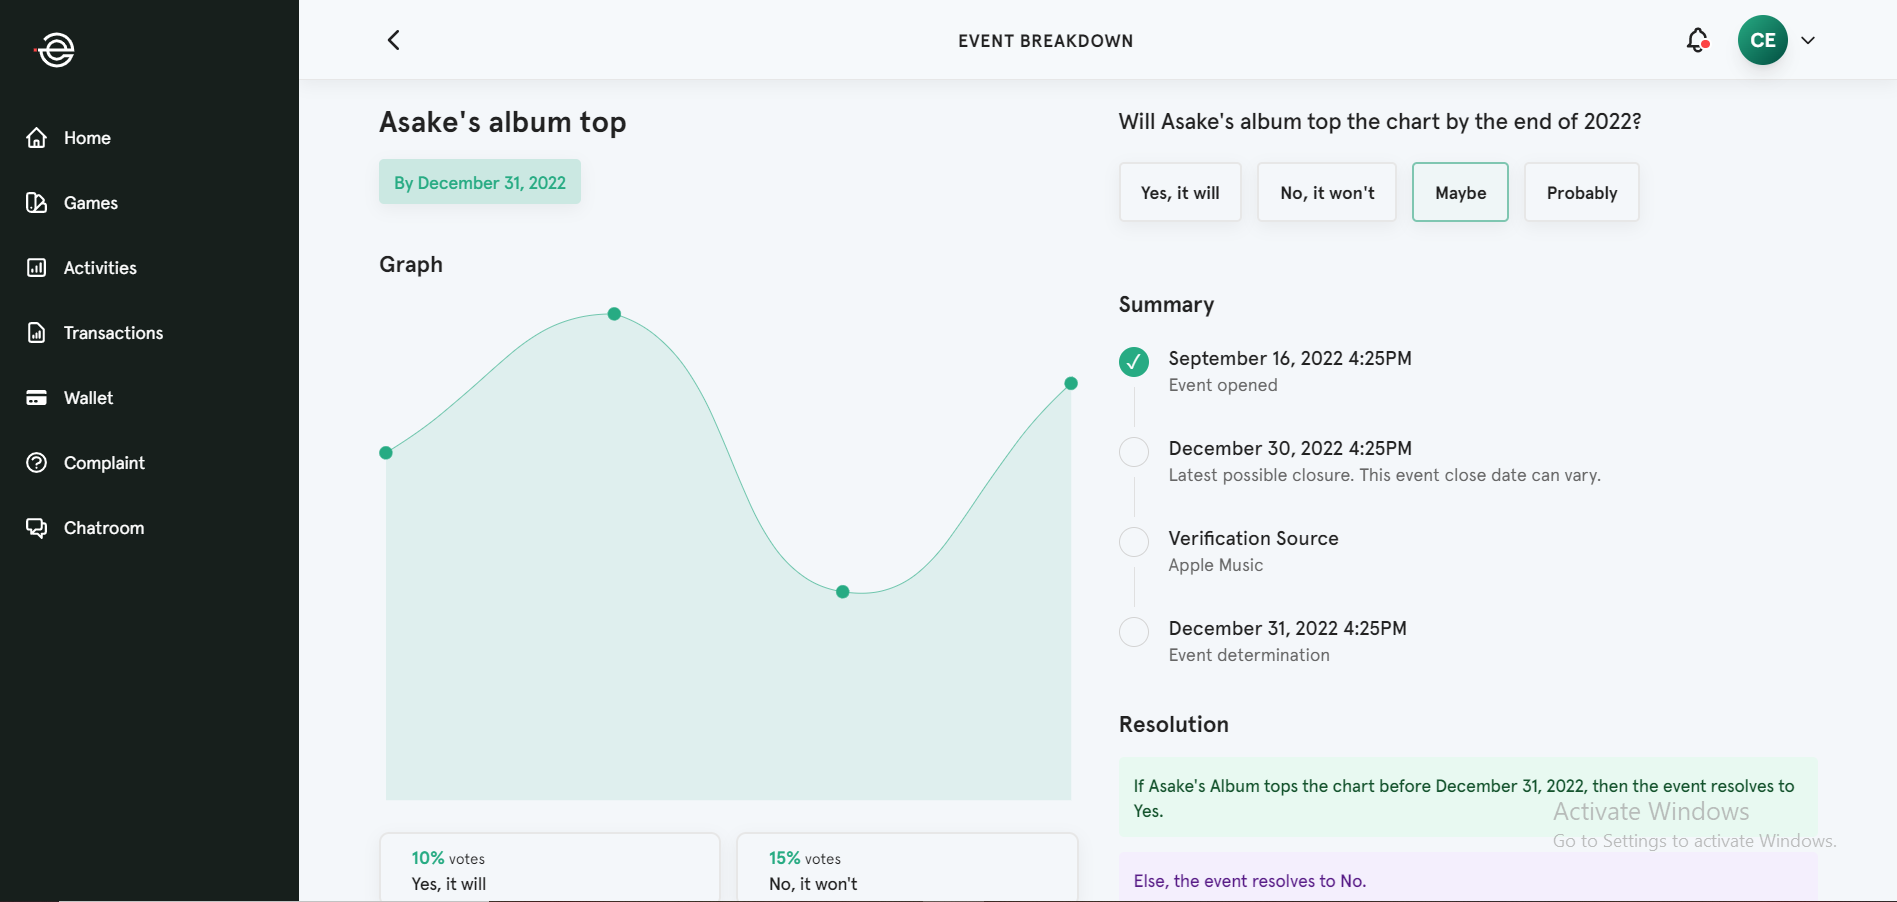 EVENT BREAKDOWN
CE
Home
Games
Activities
Transactions
Wallet
Complaint
Chatroom
Asake's album top
By December 31, 2022
Graph
10% votes
Yes, it will
15% votes
No, it won't
Will Asake's album top the chart by the end of 2022?
Yes, it will
No, it won't
Maybe
Probably
Summary
September 16, 2022 4:25PM
Event opened
December 30, 2022 4:25PM
Latest possible closure. This event close date can vary.
Verification Source
Apple Music
December 31, 2022 4:25PM
Event determination
Resolution
If Asake's Album tops the chart before December 31, 2022, then the event resolves to
Yes.
Else, the event resolves to No.
Activate Windows
Go to Settings to activate Windows.